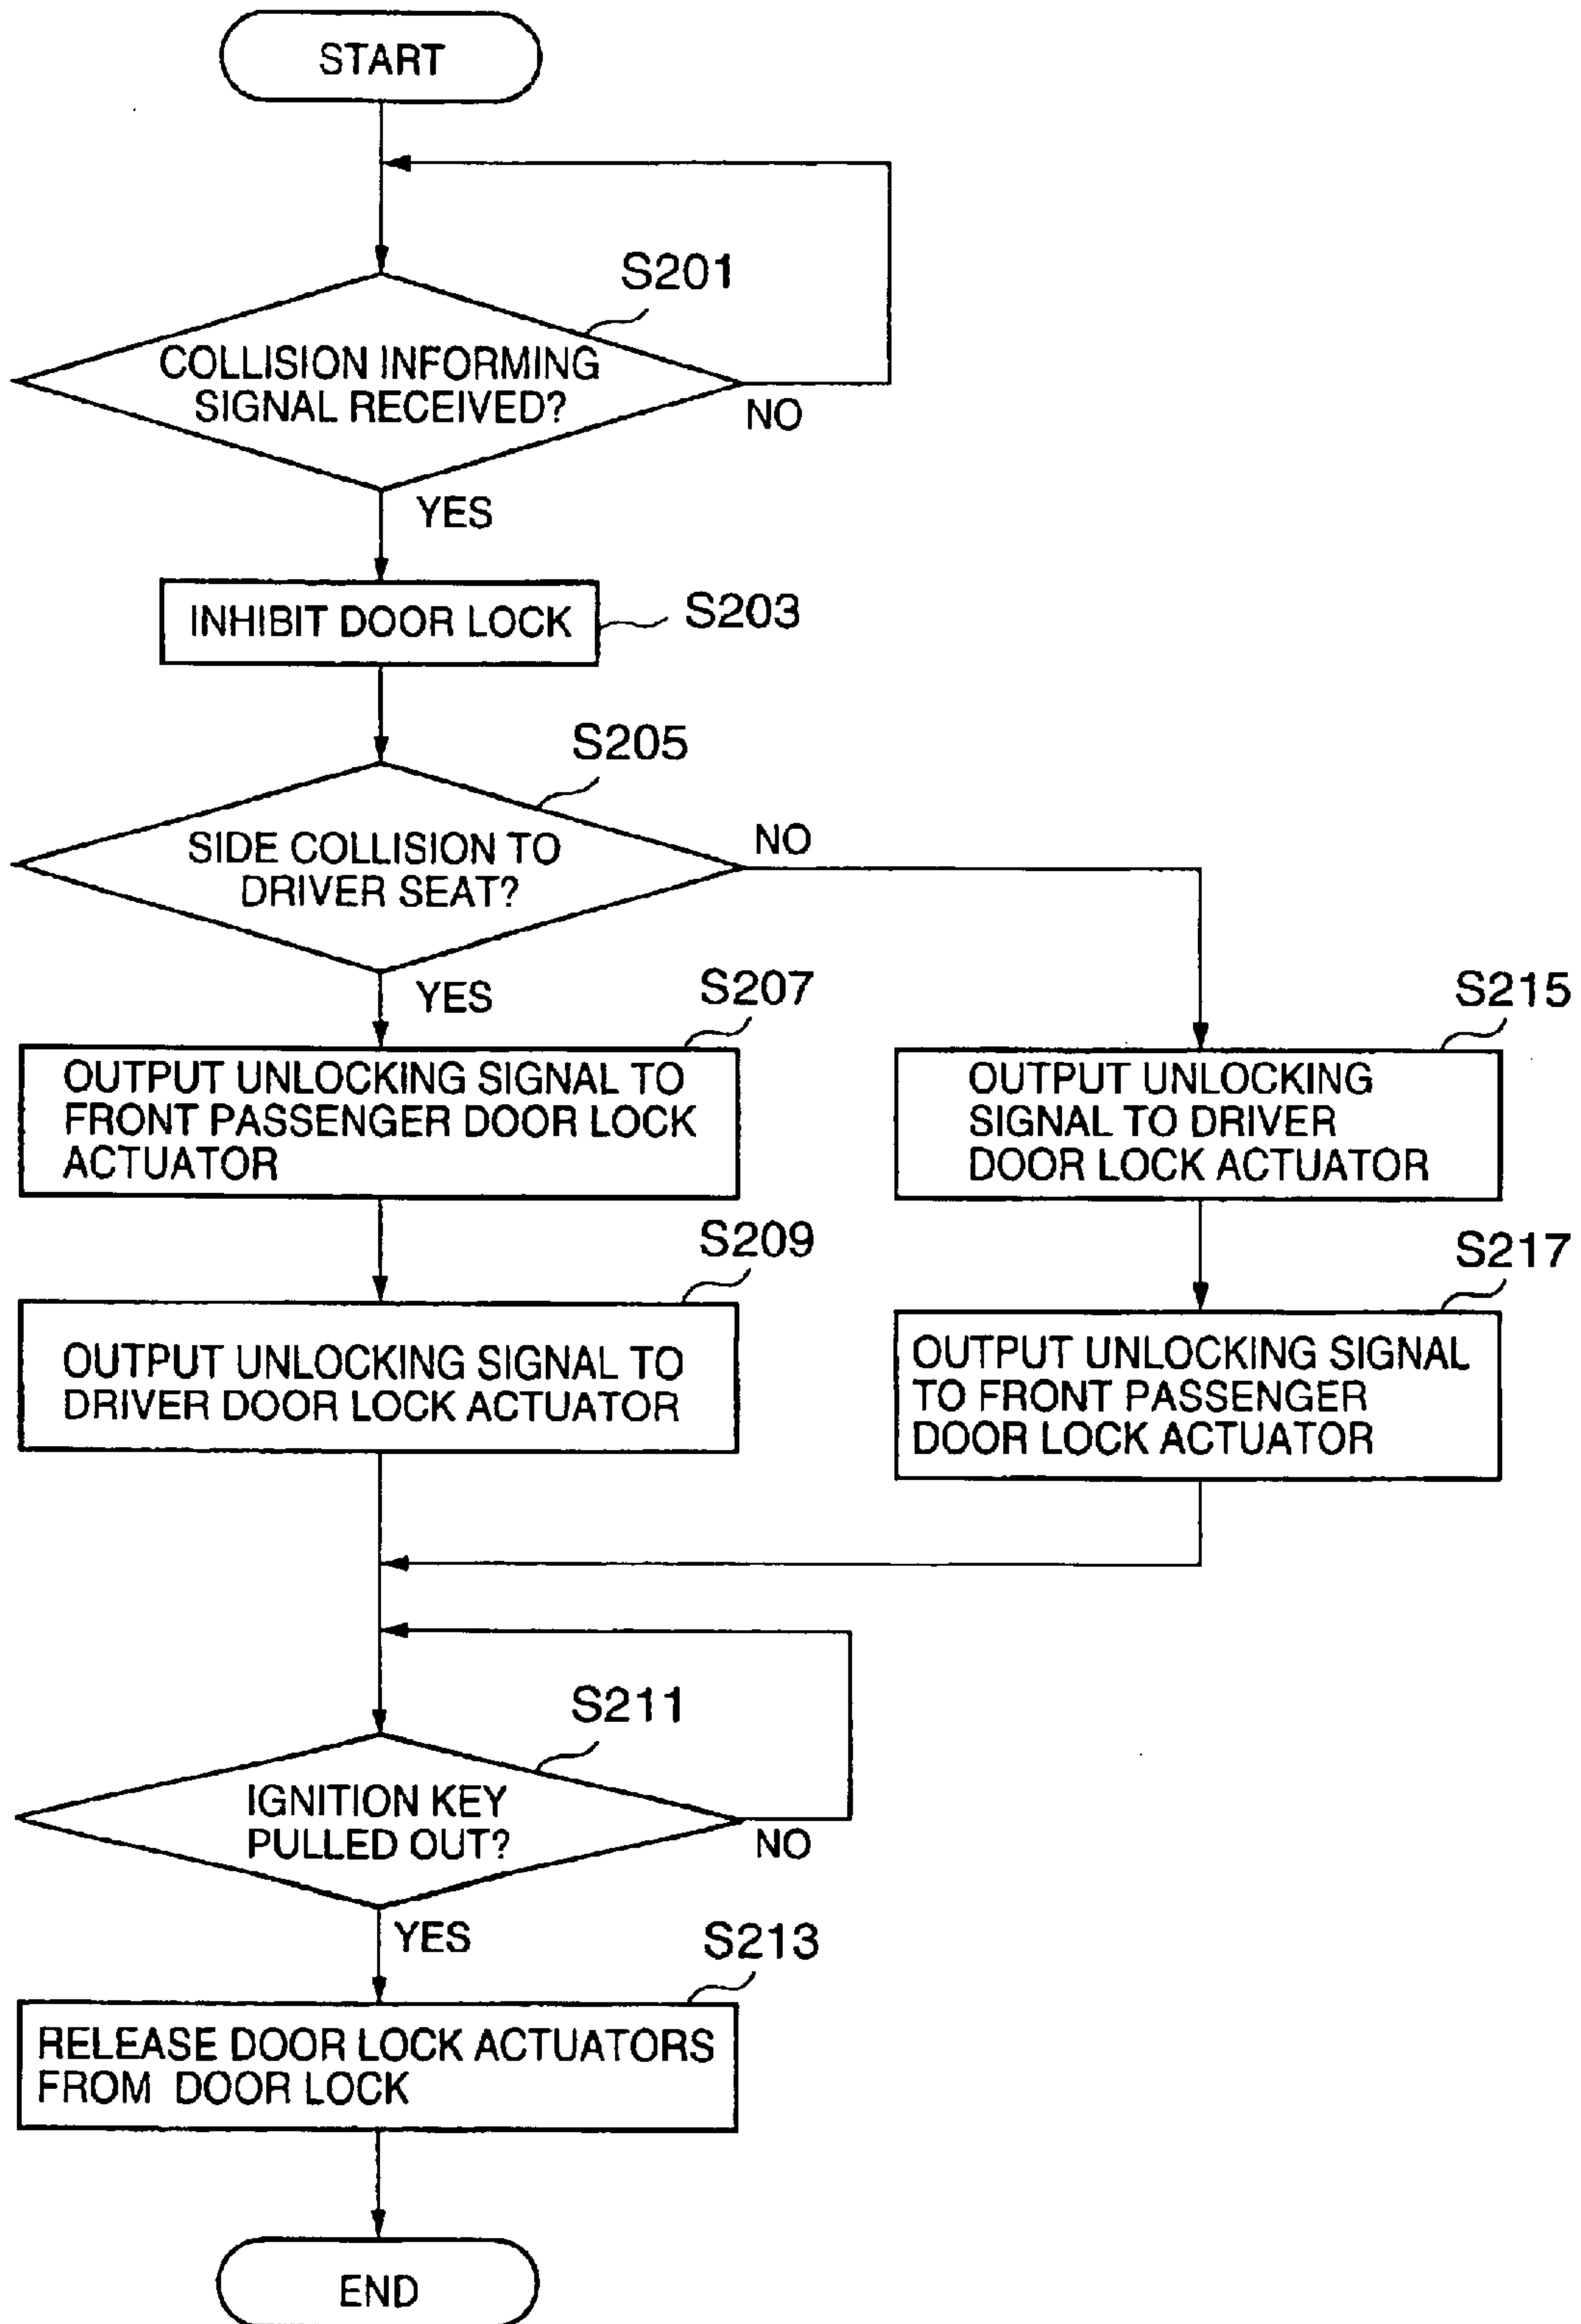 START
S201
COLLISION INFORMING
SIGNAL RECEIVED?
NO
YES
INHIBIT DOOR LOCK
S203
S205
SIDE COLLISION TO
DRIVER SEAT?
NO
YES
S207
OUTPUT UNLOCKING SIGNAL TO
FRONT PASSENGER DOOR LOCK
ACTUATOR
S209
OUTPUT UNLOCKING SIGNAL TO
DRIVER DOOR LOCK ACTUATOR
S215
OUTPUT UNLOCKING
SIGNAL TO DRIVER
DOOR LOCK ACTUATOR
S217
OUTPUT UNLOCKING SIGNAL
TO FRONT PASSENGER
DOOR LOCK ACTUATOR
S211
IGNITION KEY
PULLED OUT?
NO
YES
S213
RELEASE DOOR LOCK ACTUATORS
FROM DOOR LOCK
END